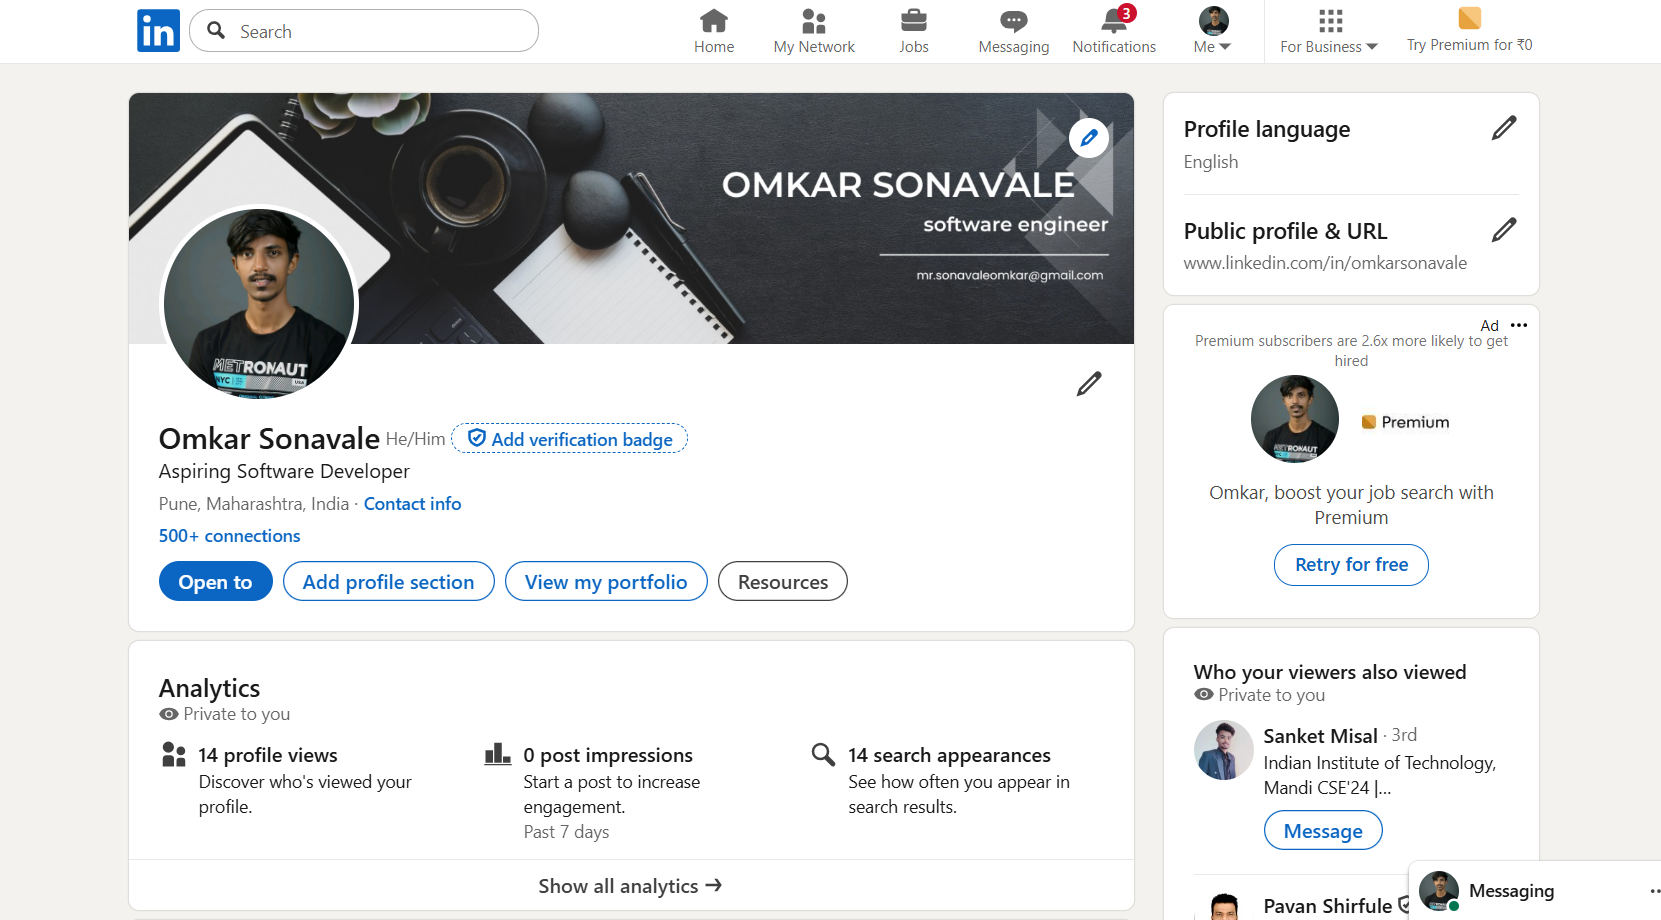 in
Search
Home
My Network
Jobs
Messaging
3
Notifications
Me
For Business
Try Premium for ₹0
OMKAR SONAVALE
software engineer
mr.sonavaleomkar@gmail.com
METRONAUT
NYC
USA
Omkar Sonavale He/Him Add verification badge
Aspiring Software Developer
Pune, Maharashtra, India · Contact info
500+ connections
Open to
Add profile section
View my portfolio
Resources
Analytics
Private to you
14 profile views
Discover who's viewed your
profile.
0 post impressions
Start a post to increase
engagement.
Past 7 days
14 search appearances
See how often you appear in
search results.
Show all analytics →
Profile language
English
Public profile & URL
www.linkedin.com/in/omkarsonavale
Ad
Premium subscribers are 2.6x more likely to get
hired
METRONAUT
Premium
Omkar, boost your job search with
Premium
Retry for free
Who your viewers also viewed
Private to you
Sanket Misal · 3rd
Indian Institute of Technology,
Mandi CSE'24 |...
Message
Pavan Shirfule
Messaging